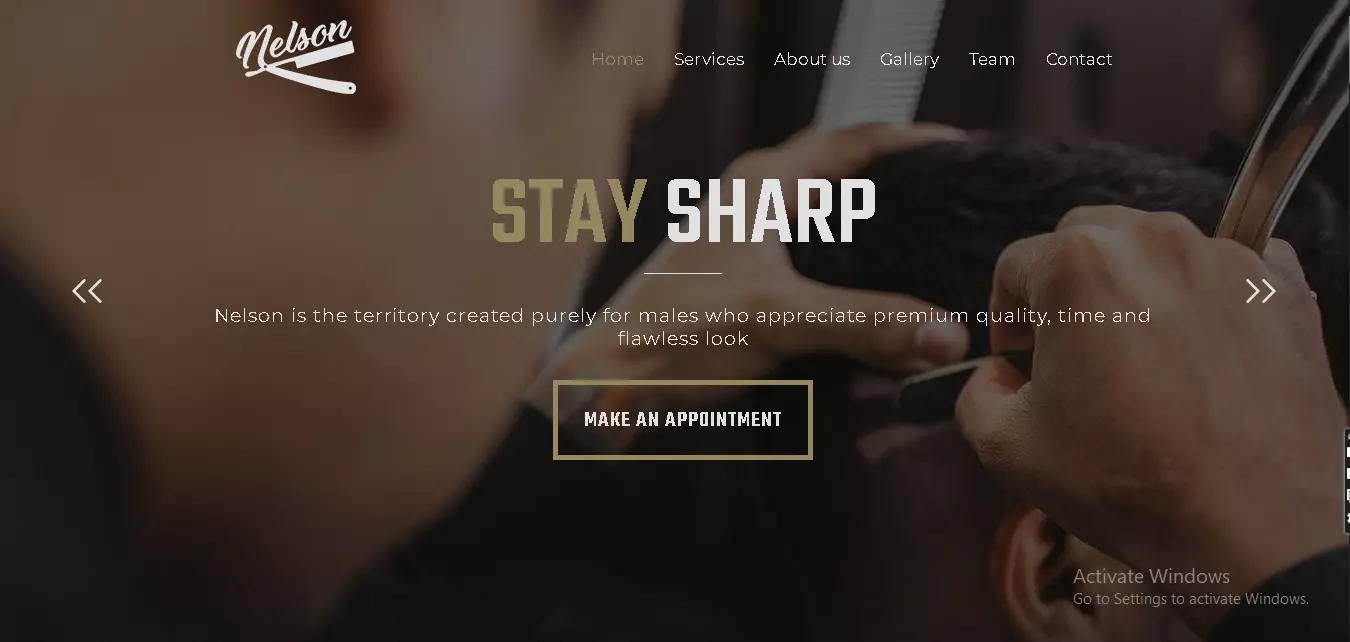 Nelson
Home Services About us Gallery Team Contact
STAY SHARP
Nelson is the territory created purely for males who appreciate premium quality, time and
flawless look
MAKE AN APPOINTMENT
Activate Windows
Go to Settings to activate Windows.